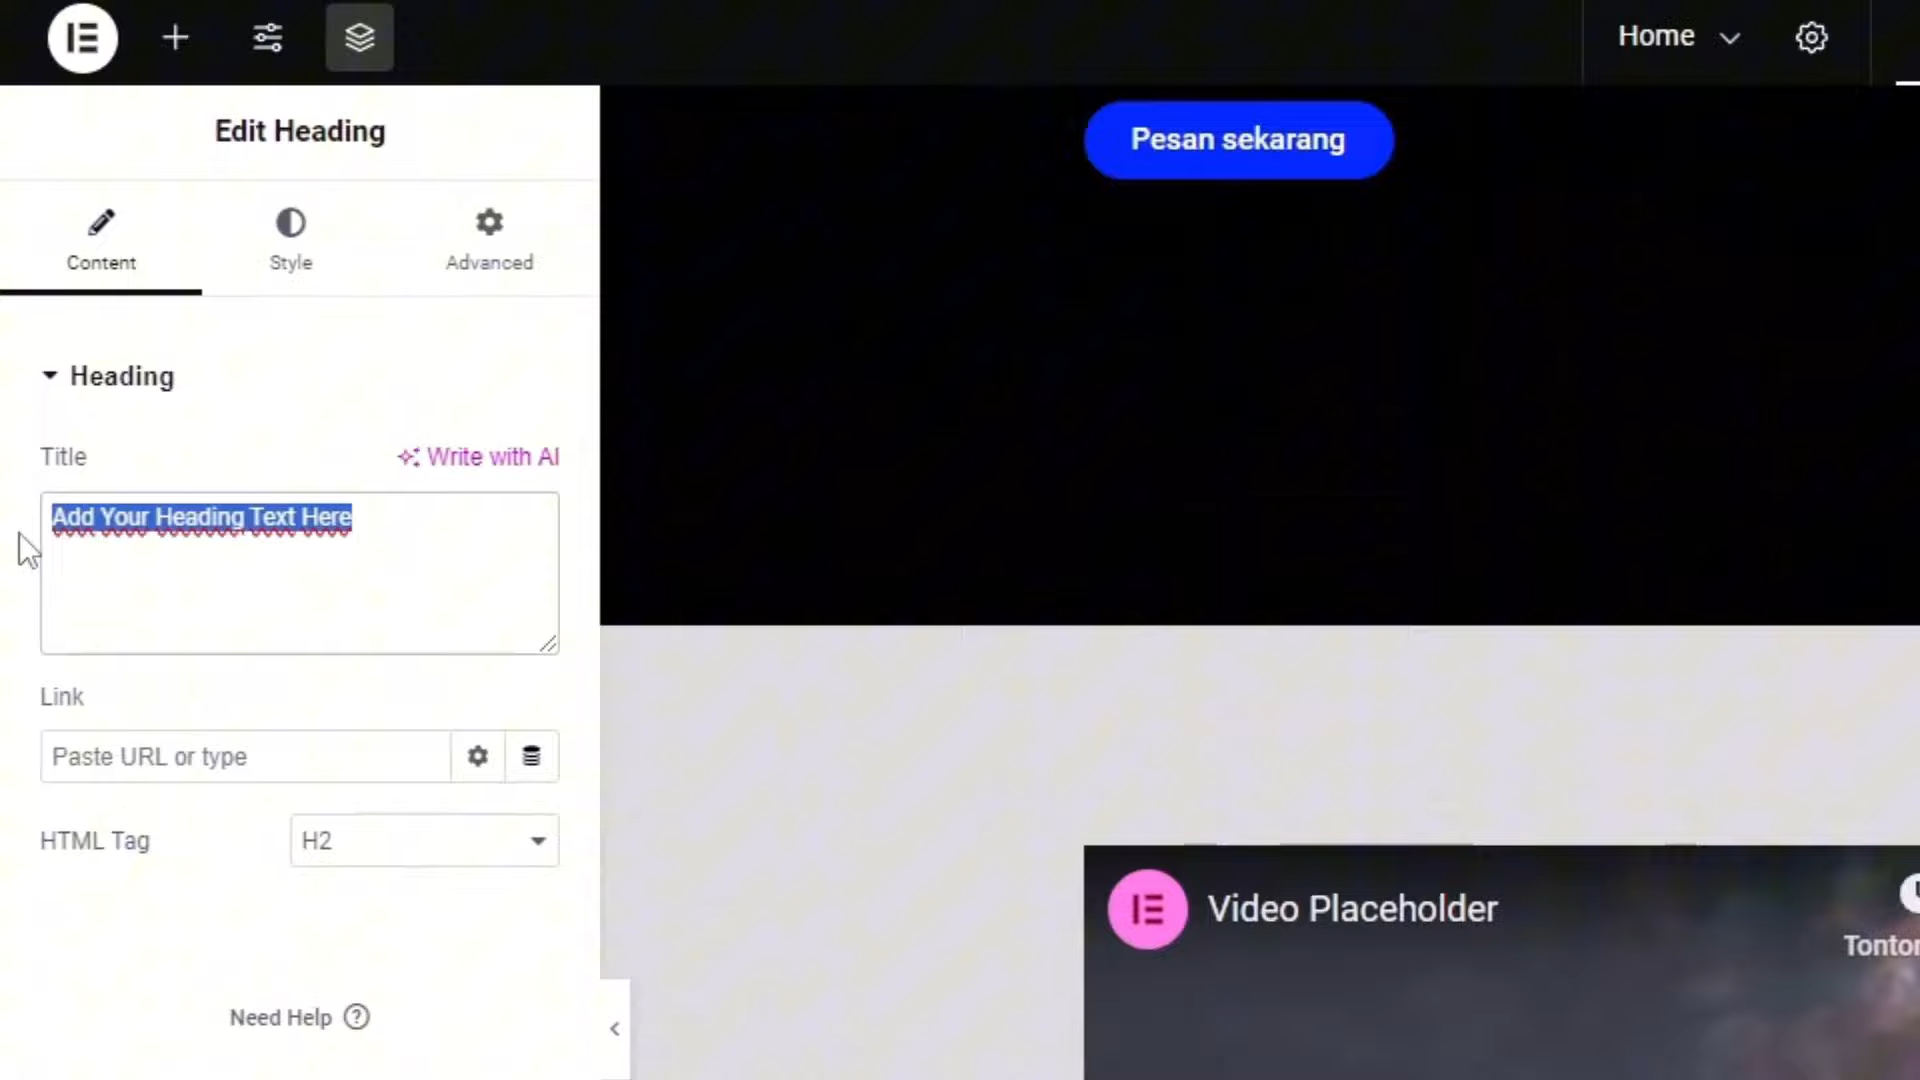 Home
Edit Heading
Pesan sekarang
Content
Style
Advanced
Heading
Title
Write with AI
Add Your Heading Text Here
Link
Paste URL or type
HTML Tag
H2
Video Placeholder
Need Help